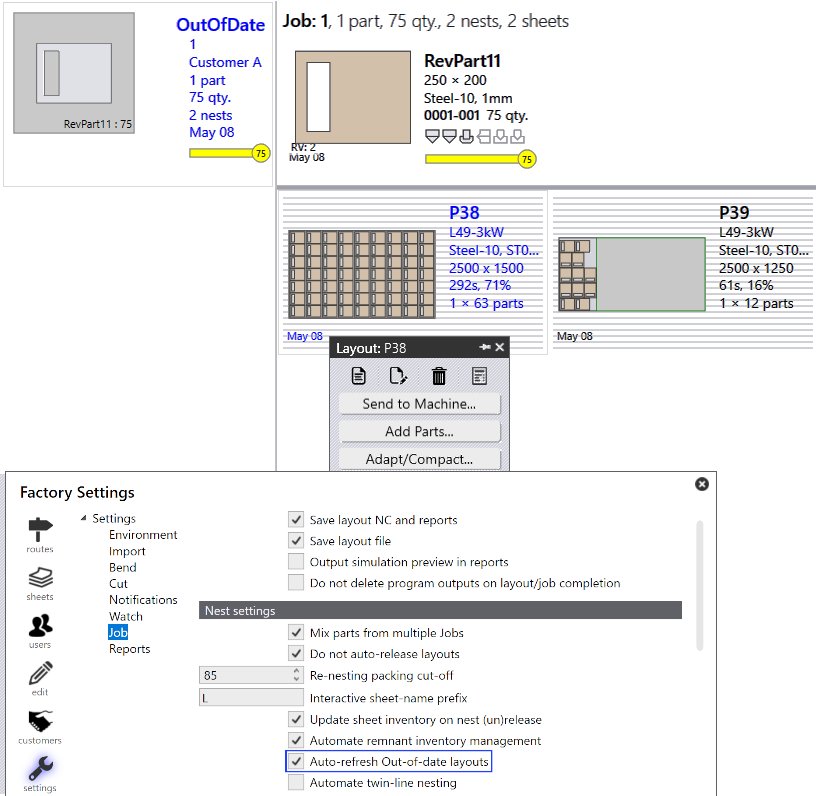 OutOfDate
1
Customer A
1 part
75 qty.
2 nests
May 08
RevPart11 : 75
75
Job: 1, 1 part, 75 qty., 2 nests, 2 sheets
RevPart11
250 × 200
Steel-10, 1mm
0001-001 75 qty.
RV: 2
May 08
75
P38
L49-3kW
Steel-10, ST0...
2500 x 1500
292s, 71%
1 × 63 parts
May 08
P39
L49-3kW
Steel-10, ST0...
2500 x 1250
61s, 16%
1 × 12 parts
May 08
Layout: P38
Send to Machine...
Add Parts...
Adapt/Compact...
Factory Settings
routes
sheets
users
edit
customers
settings
Settings
Environment
Import
Bend
Cut
Notifications
Watch
Job
Reports
Save layout NC and reports
Save layout file
Output simulation preview in reports
Do not delete program outputs on layout/job completion
Nest settings
Mix parts from multiple Jobs
Do not auto-release layouts
85 Re-nesting packing cut-off
L Interactive sheet-name prefix
Update sheet inventory on nest (un)release
Automate remnant inventory management
Auto-refresh Out-of-date layouts
Automate twin-line nesting